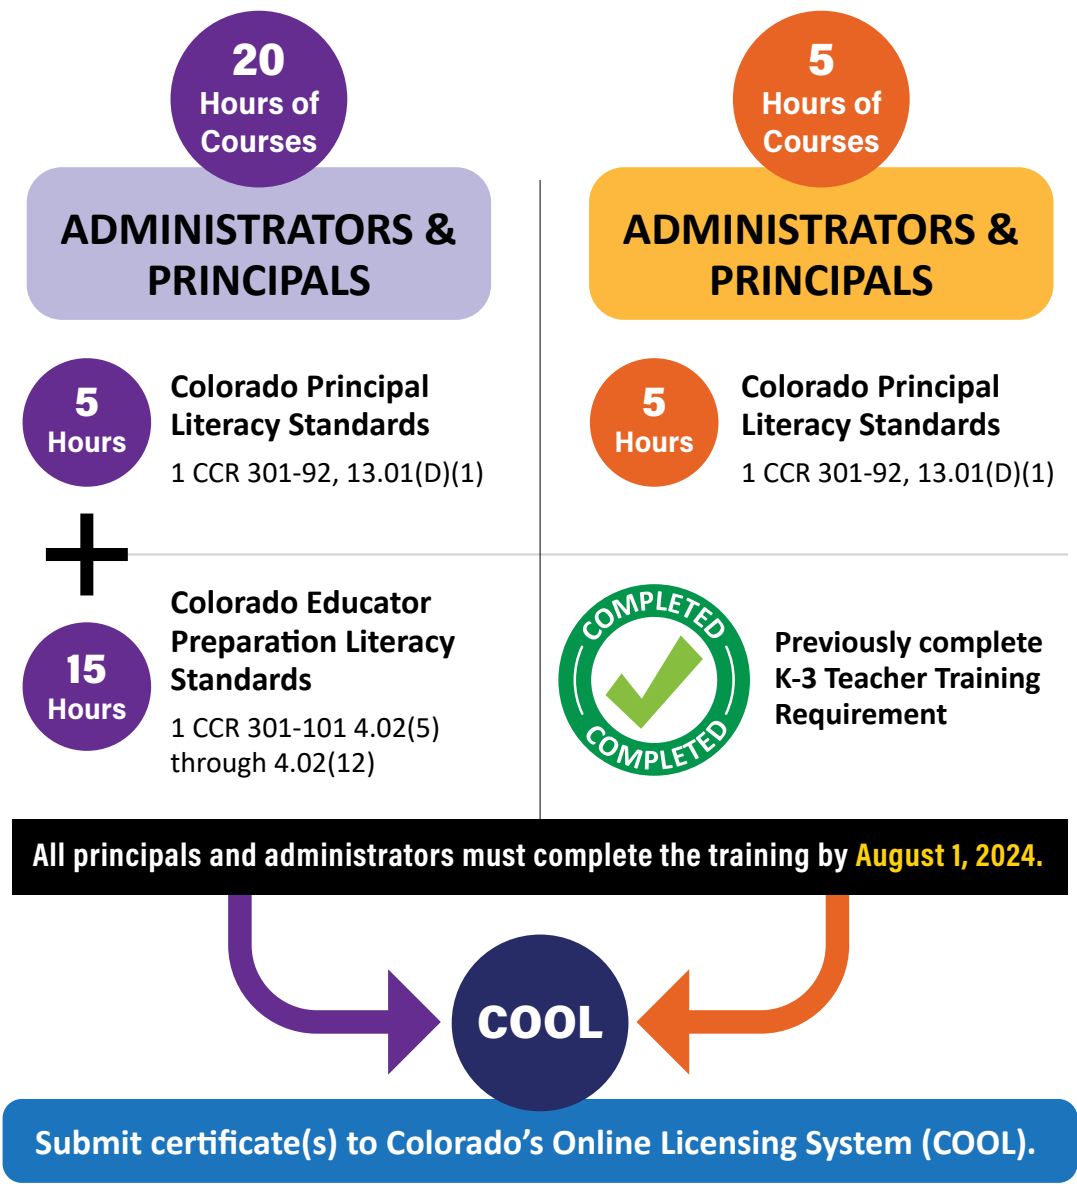 20
Hours of
Courses
ADMINISTRATORS &
PRINCIPALS
5
Hours
Colorado Principal
Literacy Standards
1 CCR 301-92, 13.01(D)(1)
+
15
Hours
Colorado Educator
Preparation Literacy
Standards
1 CCR 301-101 4.02(5)
through 4.02(12)
5
Hours of
Courses
ADMINISTRATORS &
PRINCIPALS
5
Hours
Colorado Principal
Literacy Standards
1 CCR 301-92, 13.01(D)(1)
COMPLETED
COMPLETED
Previously complete
K-3 Teacher Training
Requirement
All principals and administrators must complete the training by August 1, 2024.
COOL
Submit certificate(s) to Colorado’s Online Licensing System (COOL).